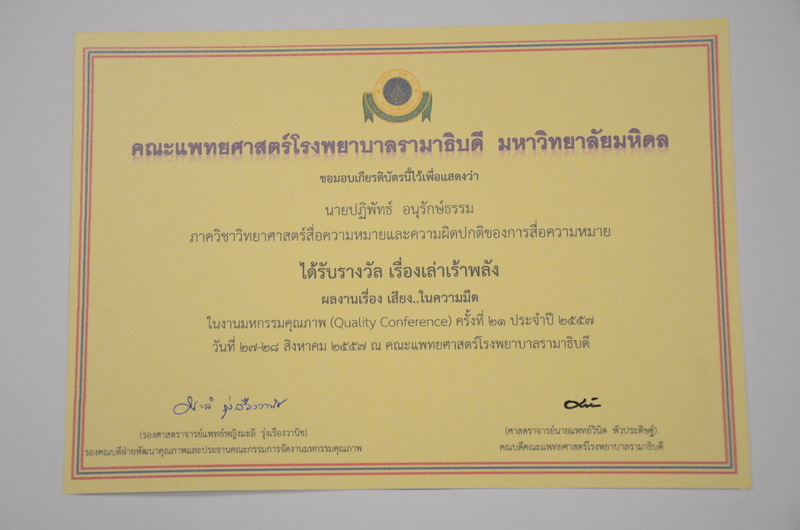 คณะแพทยศาสตร์โรงพยาบาลรามาธิบดี มหาวิทยาลัยมหิดล
ขอมอบเกียรติบัตรนี้ไว้เพื่อแสดงว่า
นายปฏิพัทธ์ อนุรักษ์ธรรม
ภาควิชาวิทยาศาสตร์สื่อความหมายและความผิดปกติของการสื่อความหมาย
ได้รับรางวัล เรื่องเล่าเร้าพลัง
ผลงานเรื่อง เสียง..ในความมืด
ในงานมหกรรมคุณภาพ (Quality Conference) ครั้งที่ ๒๑ ประจำปี ๒๕๕๗
วันที่ ๒๗-๒๘ สิงหาคม ๒๕๕๗ ณ คณะแพทยศาสตร์โรงพยาบาลรามาธิบดี
มะลิ รุ่งเรืองวานิช
(รองศาสตราจารย์แพทย์หญิงมะลิ รุ่งเรืองวานิช)
รองคณบดีฝ่ายพัฒนาคุณภาพและประธานคณะกรรมการจัดงานมหกรรมคุณภาพ
(ศาสตราจารย์นายแพทย์วินิต พัวประดิษฐ์)
คณบดีคณะแพทยศาสตร์โรงพยาบาลรามาธิบดี